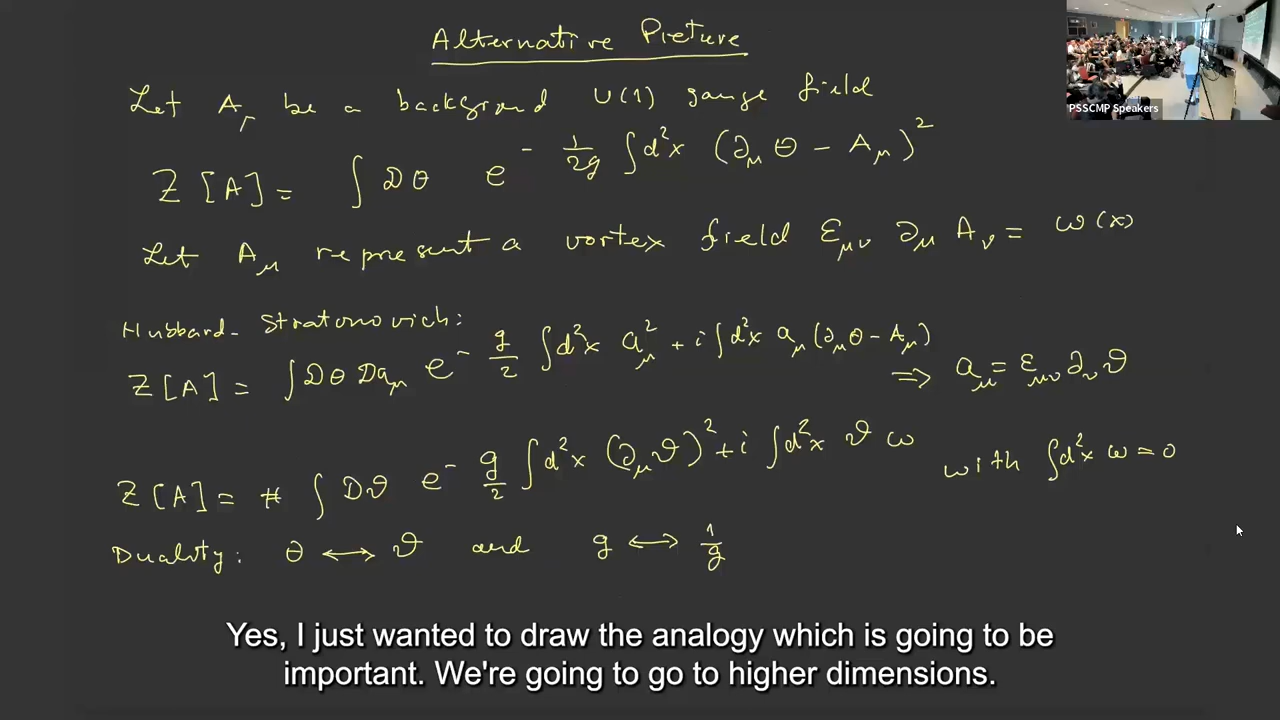 Alternative Picture
PSSCMP Speakers
Let A_μ be a background U(1) gauge field
Z[A] = ∫ Dθ e^{- 1/2g ∫d²x (∂_μ θ - A_μ)²}
Let A_μ represent a vortex field ε_μν ∂_μ A_ν = ω(x)
Hubbard-Stratonovich:
Z[A] = ∫ Dθ Da_μ e^{- g/2 ∫d²x a_μ² + i ∫d²x a_μ (∂_μ θ - A_μ)} ⇒ a_μ = ε_μν ∂_ν ϑ
Z[A] = # ∫ Dϑ e^{- g/2 ∫d²x (∂_μ ϑ)² + i ∫d²x ϑ ω} with ∫d²x ω = 0
Duality: θ ↔ ϑ and g ↔ 1/g
Yes, I just wanted to draw the analogy which is going to be
important. We're going to go to higher dimensions.